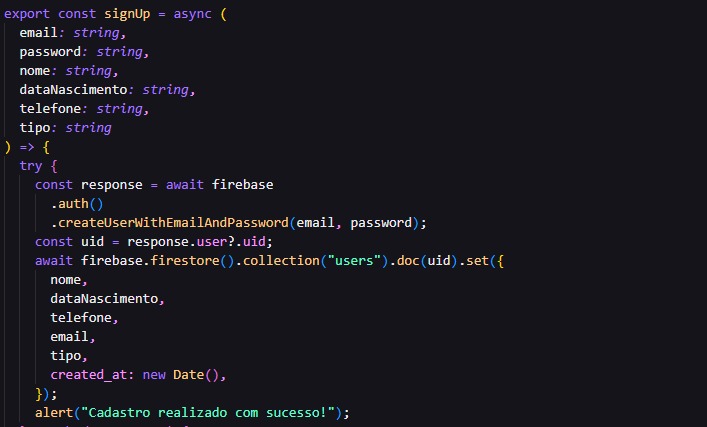 export const signUp = async (
email: string,
password: string,
nome: string,
dataNascimento: string,
telefone: string,
tipo: string
) => {
try {
const response = await firebase
.auth()
.createUserWithEmailAndPassword(email, password);
const uid = response.user?.uid;
await firebase.firestore().collection("users").doc(uid).set({
nome,
dataNascimento,
telefone,
email,
tipo,
created_at: new Date(),
});
alert("Cadastro realizado com sucesso!");